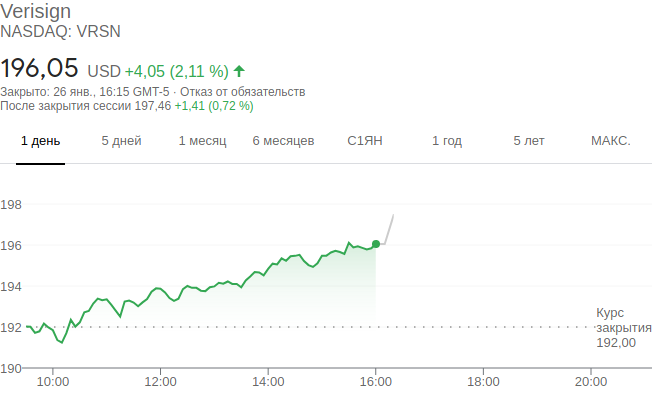 Verisign
NASDAQ: VRSN
196,05 USD +4,05 (2,11 %)
Закрыто: 26 янв., 16:15 GMT-5 · Отказ от обязательств
После закрытия сессии 197,46 +1,41 (0,72 %)
1 день 5 дней 1 месяц 6 месяцев С1ЯН 1 год 5 лет МАКС.
198
196
194
192
Курс
закрытия
192,00
190
10:00 12:00 14:00 16:00 18:00 20:00